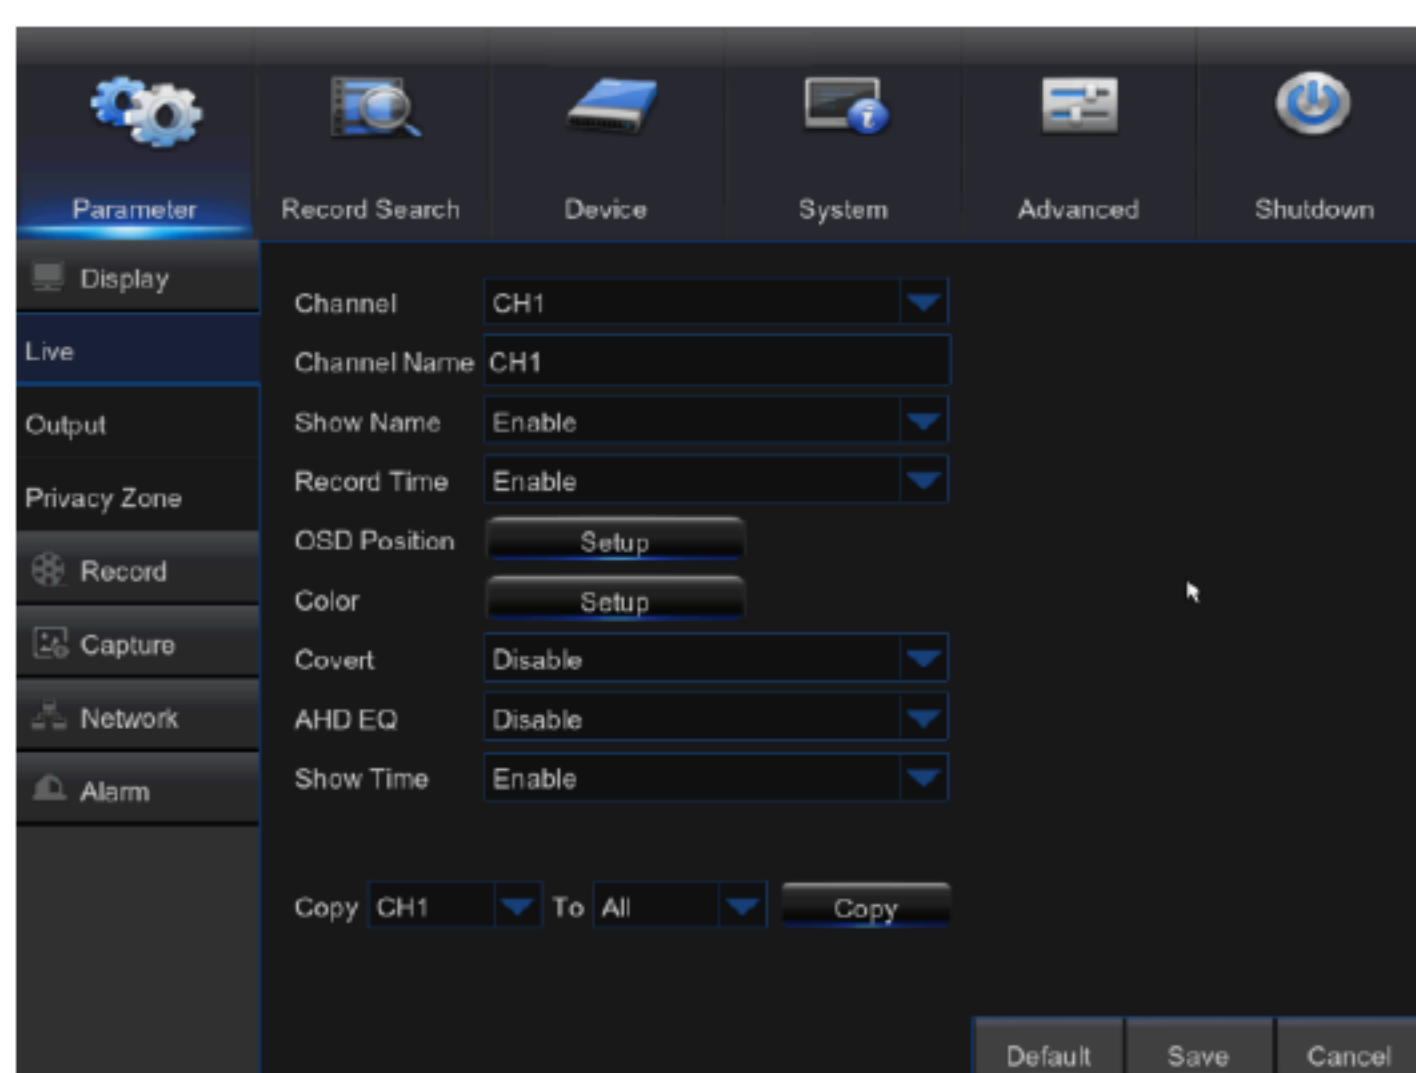 Parameter Record Search Device System Advanced Shutdown
Display
Live
Output
Privacy Zone
Record
Capture
Network
Alarm
Channel CH1
Channel Name CH1
Show Name Enable
Record Time Enable
OSD Position Setup
Color Setup
Covert Disable
AHD EQ Disable
Show Time Enable
Copy CH1 To All Copy
Default Save Cancel